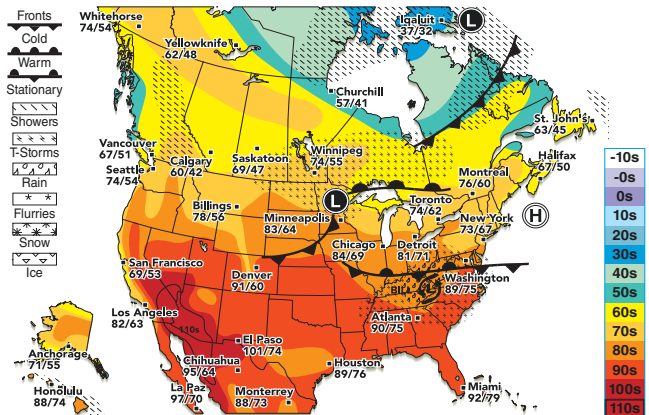 Fronts
Cold
Warm
Stationary
Showers
T-Storms
Rain
Flurries
Snow
Ice
Whitehorse
74/54
Yellowknife
62/48
Iqaluit
37/32
L
Churchill
57/41
St. John's
63/45
Vancouver
67/51
Seattle
74/54
Calgary
60/42
Saskatoon
69/47
Winnipeg
74/55
Montreal
76/60
Halifax
67/50
Billings
78/56
L
Minneapolis
83/64
Toronto
74/62
New York
73/67
H
Chicago
84/69
Detroit
81/71
San Francisco
69/53
Denver
91/60
Washington
89/75
BILL
L
Los Angeles
82/63
110s
Atlanta
90/75
El Paso
101/74
Chihuahua
95/64
Houston
89/76
Anchorage
71/55
Honolulu
88/74
La Paz
97/70
Monterrey
88/73
Miami
92/79
-10s
-0s
0s
10s
20s
30s
40s
50s
60s
70s
80s
90s
100s
110s